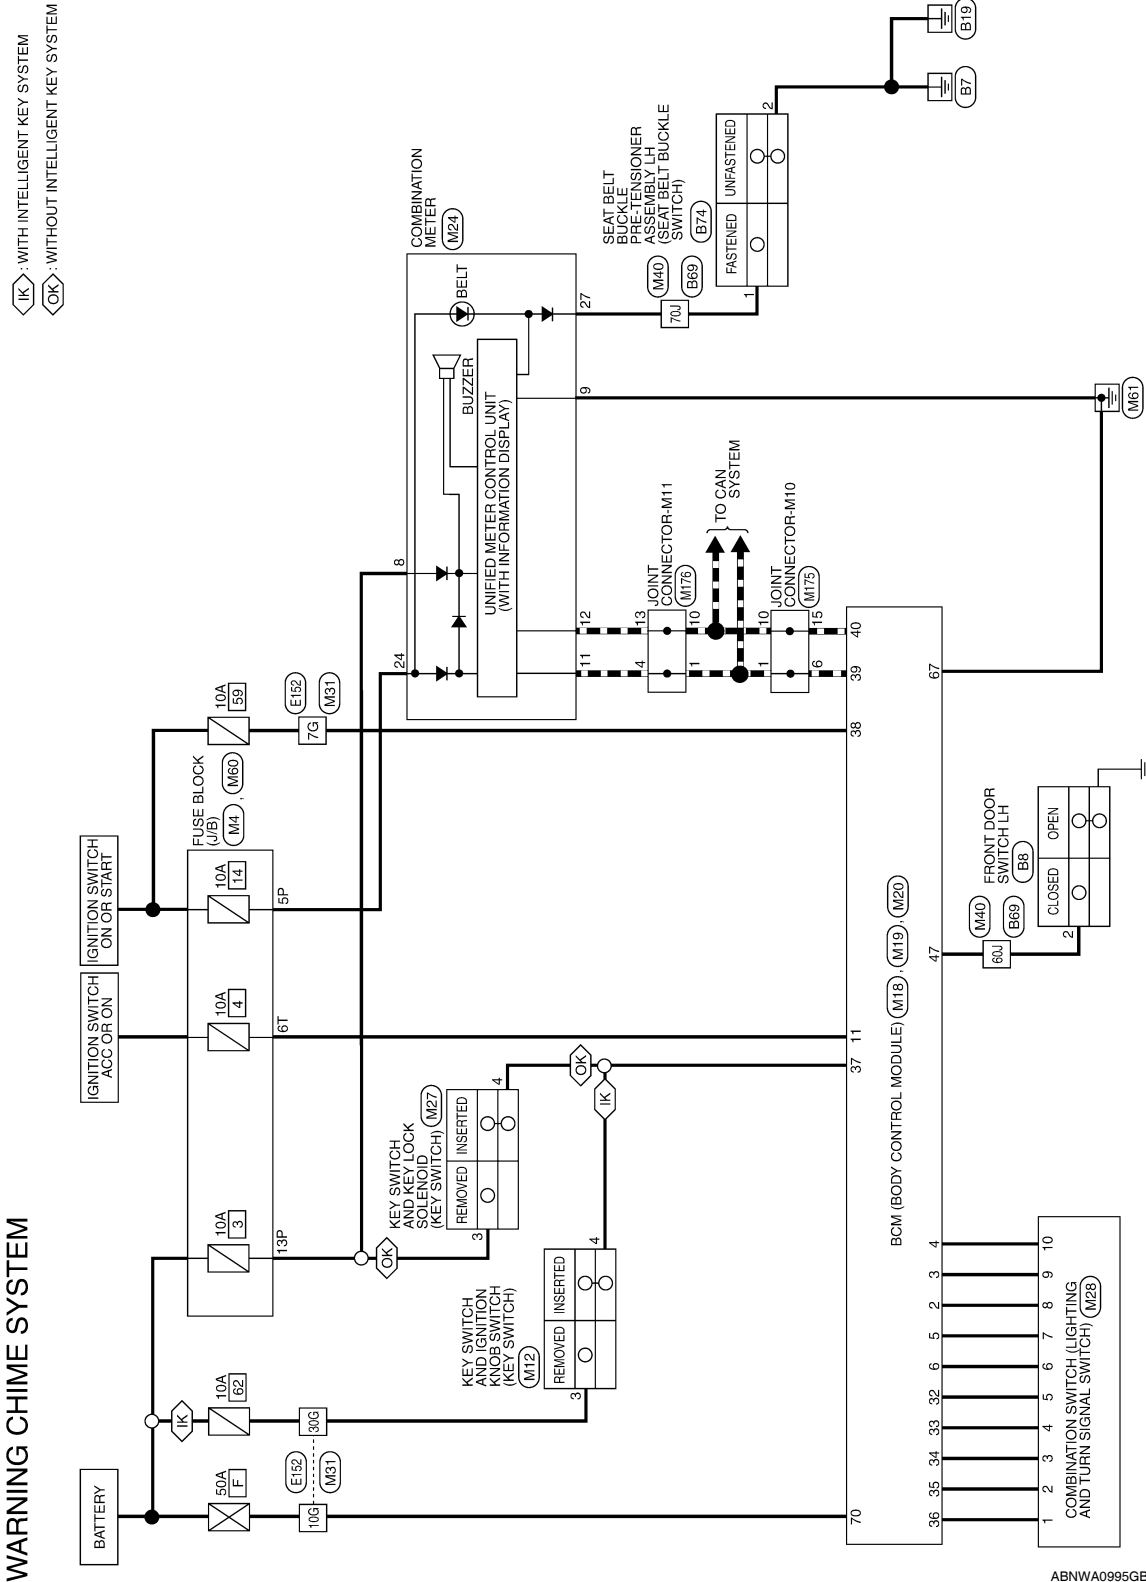 WARNING CHIME SYSTEM
IK : WITH INTELLIGENT KEY SYSTEM
OK : WITHOUT INTELLIGENT KEY SYSTEM
BATTERY
IGNITION SWITCH
ACC OR ON
IGNITION SWITCH
ON OR START
50A
F
IK
10A
62
10A
3
10A
4
10A
14
10A
59
FUSE BLOCK
(J/B)
M4 , M60
10G
E152
M31
30G
13P
6T
5P
7G
E152
M31
OK
KEY SWITCH
AND KEY LOCK
SOLENOID
(KEY SWITCH) M27
REMOVED
INSERTED
3
4
KEY SWITCH
AND IGNITION
KNOB SWITCH
(KEY SWITCH)
M12
REMOVED
INSERTED
3
4
OK
IK
COMBINATION
METER
M24
24
8
BUZZER
BELT
UNIFIED METER CONTROL UNIT
(WITH INFORMATION DISPLAY)
11
12
9
27
4
13
JOINT
CONNECTOR-M11
M176
1
10
TO CAN
SYSTEM
1
10
JOINT
CONNECTOR-M10
M175
6
15
M40
70J
B69
SEAT BELT
BUCKLE
PRE-TENSIONER
ASSEMBLY LH
(SEAT BELT BUCKLE
SWITCH)
B74
1
FASTENED
UNFASTENED
2
B7
B19
M61
70
37
11
38
39
40
BCM (BODY CONTROL MODULE) M18 , M19 , M20
36
35
34
33
32
6
5
2
3
4
47
67
1
2
3
4
5
6
7
8
9
10
COMBINATION SWITCH (LIGHTING
AND TURN SIGNAL SWITCH) M28
M40
60J
B69
FRONT DOOR
SWITCH LH
B8
2
CLOSED
OPEN
ABNWA0995GB